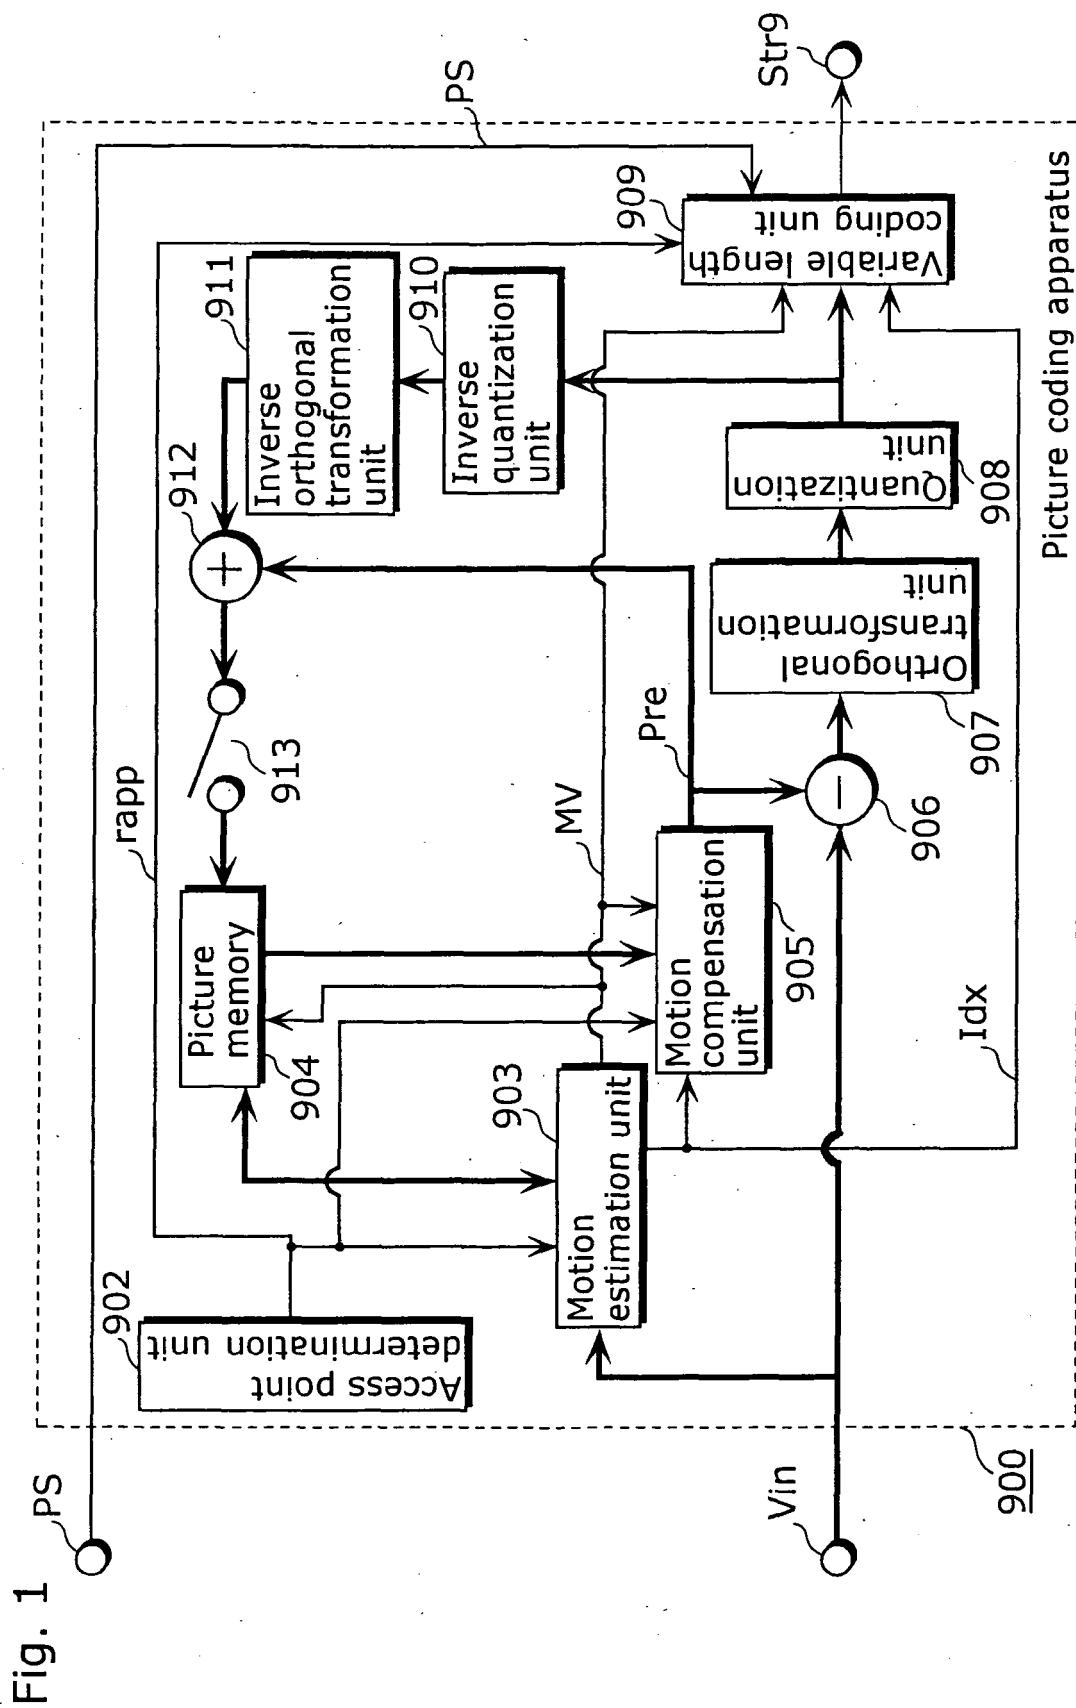 Fig. 1
PS
PS
rapp
902
Access point
determination unit
Picture
memory
904
913
912
911
Inverse
orthogonal
transformation
unit
910
Inverse
quantization
unit
909
Variable length
coding unit
Str9
903
Motion
estimation unit
MV
Motion
compensation
unit
905
Pre
906
Orthogonal
transformation
unit
907
Quantization
unit
908
Vin
Idx
900
Picture coding apparatus